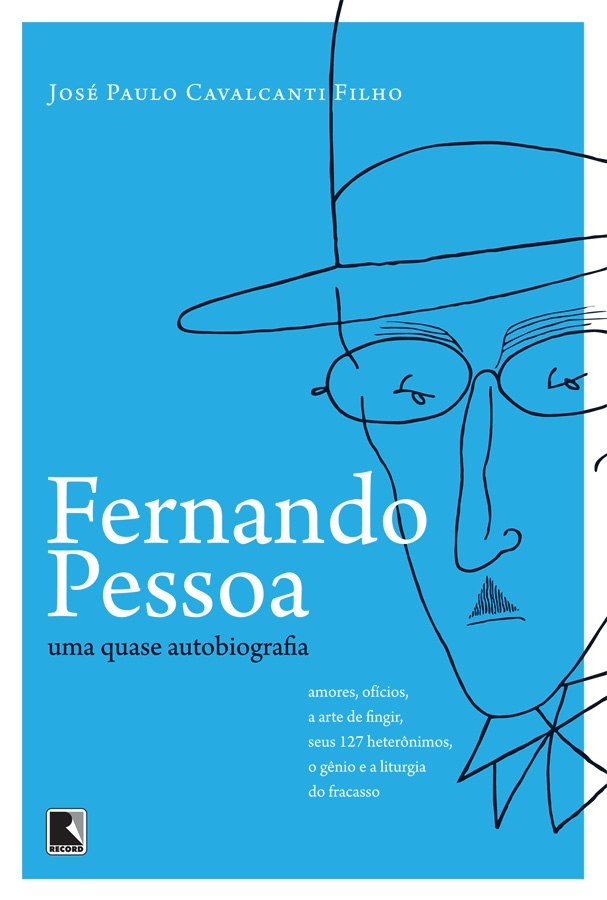 José Paulo Cavalcanti Filho
Fernando
Pessoa
uma quase autobiografia
amores, ofícios,
a arte de fingir,
seus 127 heterônimos,
o gênio e a liturgia
do fracasso
RECORD